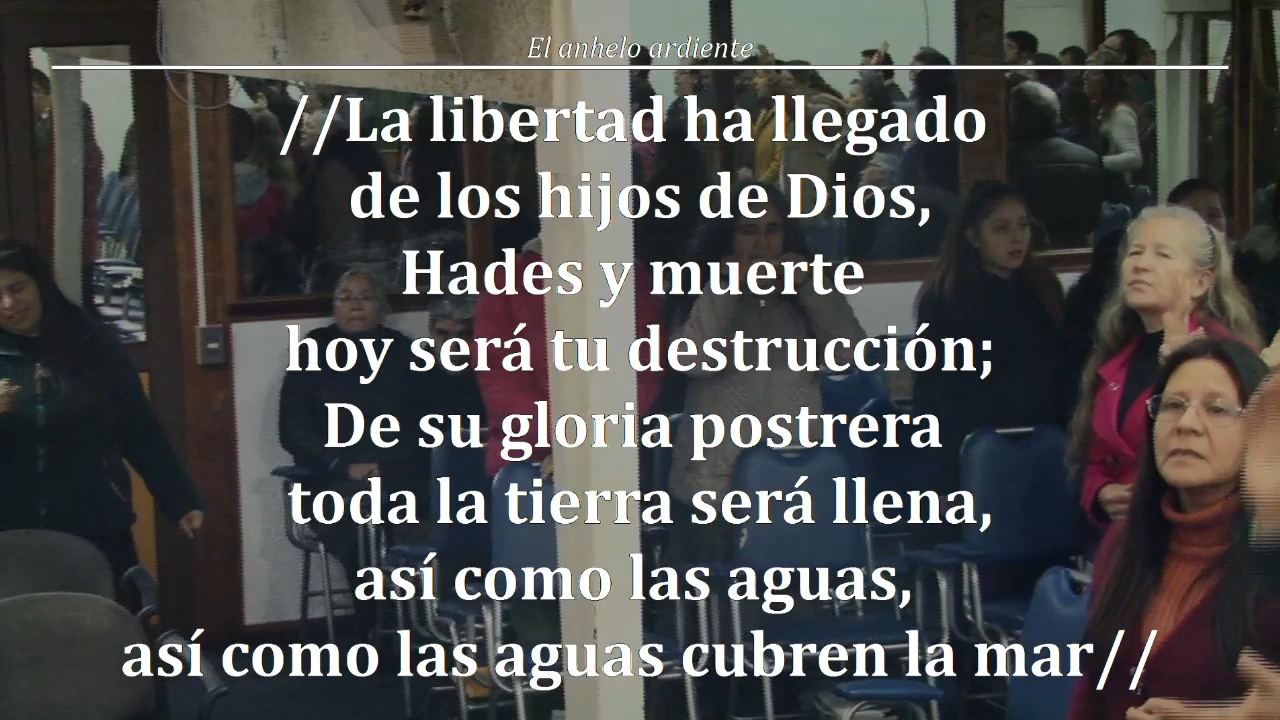 El anhelo ardiente
//La libertad ha llegado
de los hijos de Dios,
Hades y muerte
hoy será tu destrucción;
De su gloria postrera
toda la tierra será llena,
así como las aguas,
así como las aguas cubren la mar//